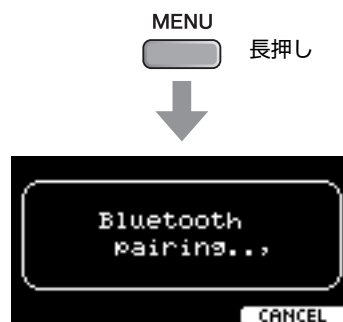 MENU
長押し
Bluetooth
pairing..,
CANCEL